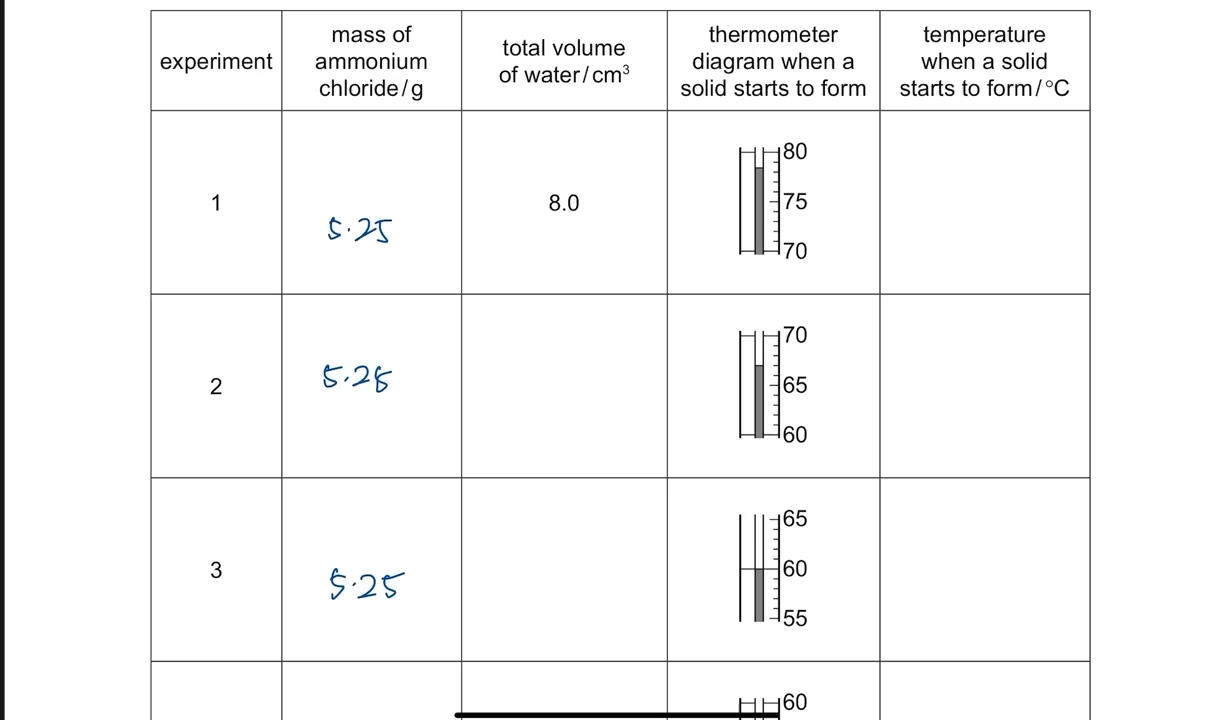 experiment
mass of
ammonium
chloride/g
total volume
of water/cm³
thermometer
diagram when a
solid starts to form
temperature
when a solid
starts to form/°C
1
5.25
8.0
80
75
70
2
5.25
70
65
60
3
5.25
65
60
55
60